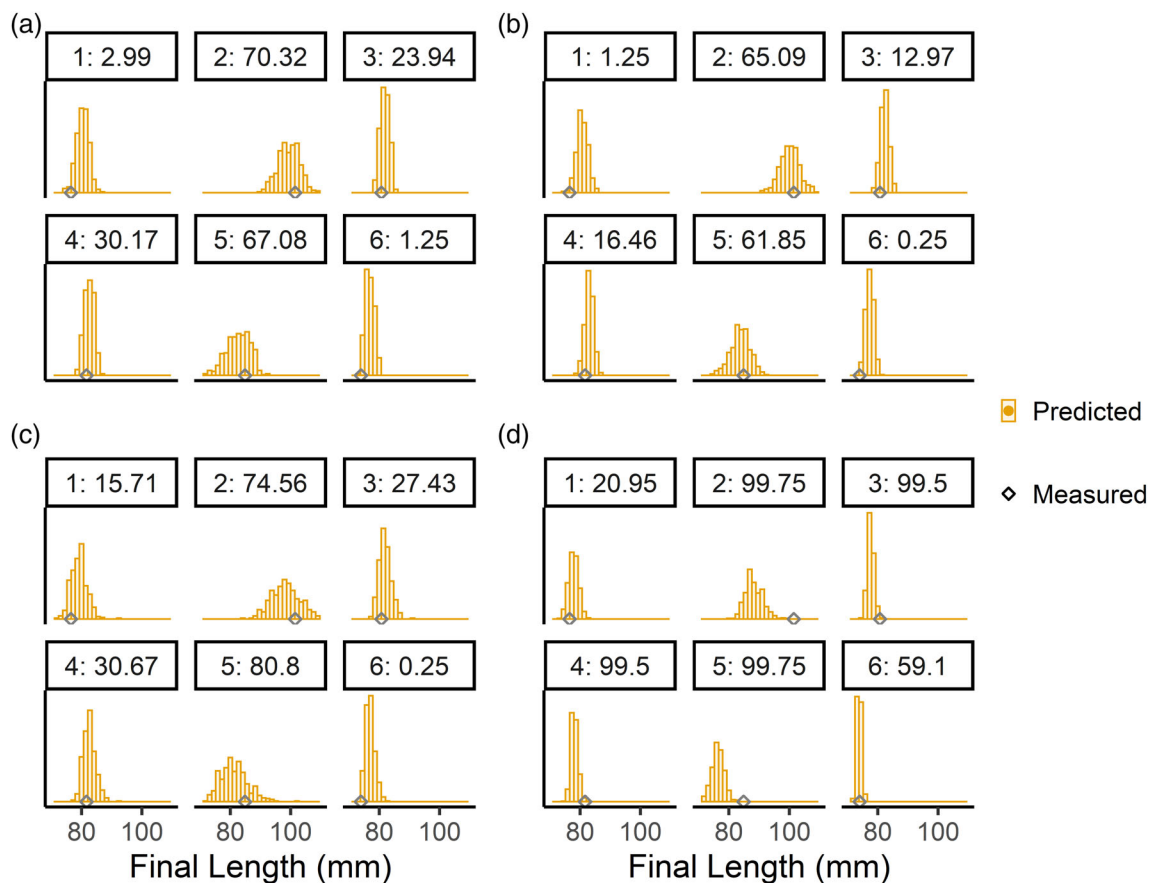 (a)
1: 2.99 2: 70.32 3: 23.94
4: 30.17 5: 67.08 6: 1.25
(b)
1: 1.25 2: 65.09 3: 12.97
4: 16.46 5: 61.85 6: 0.25
(c)
1: 15.71 2: 74.56 3: 27.43
4: 30.67 5: 80.8 6: 0.25
80 100 80 100 80 100
Final Length (mm)
(d)
1: 20.95 2: 99.75 3: 99.5
4: 99.5 5: 99.75 6: 59.1
80 100 80 100 80 100
Final Length (mm)
Predicted
Measured